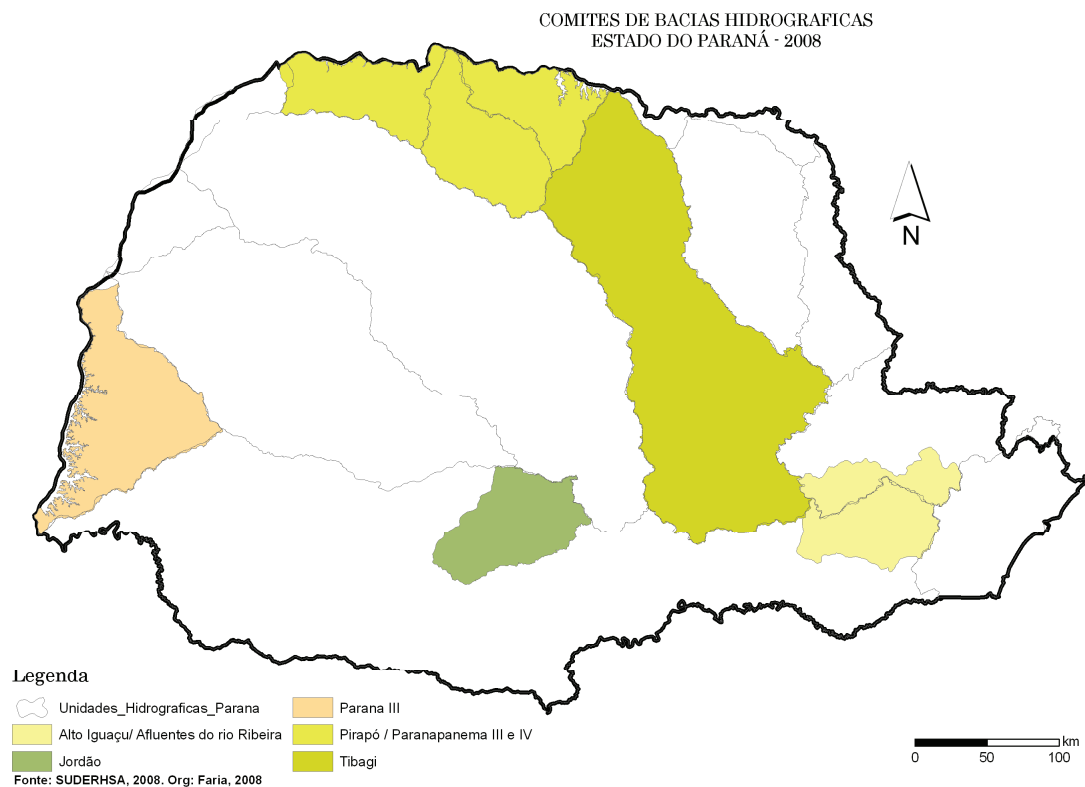 COMITES DE BACIAS HIDROGRAFICAS
ESTADO DO PARANÁ - 2008
N
Legenda
Unidades_Hidrograficas_Parana
Alto Iguaçu/ Afluentes do rio Ribeira
Jordão
Parana III
Pirapó / Paranapanema III e IV
Tibagi
Fonte: SUDERHSA, 2008. Org: Faria, 2008
km
0 50 100